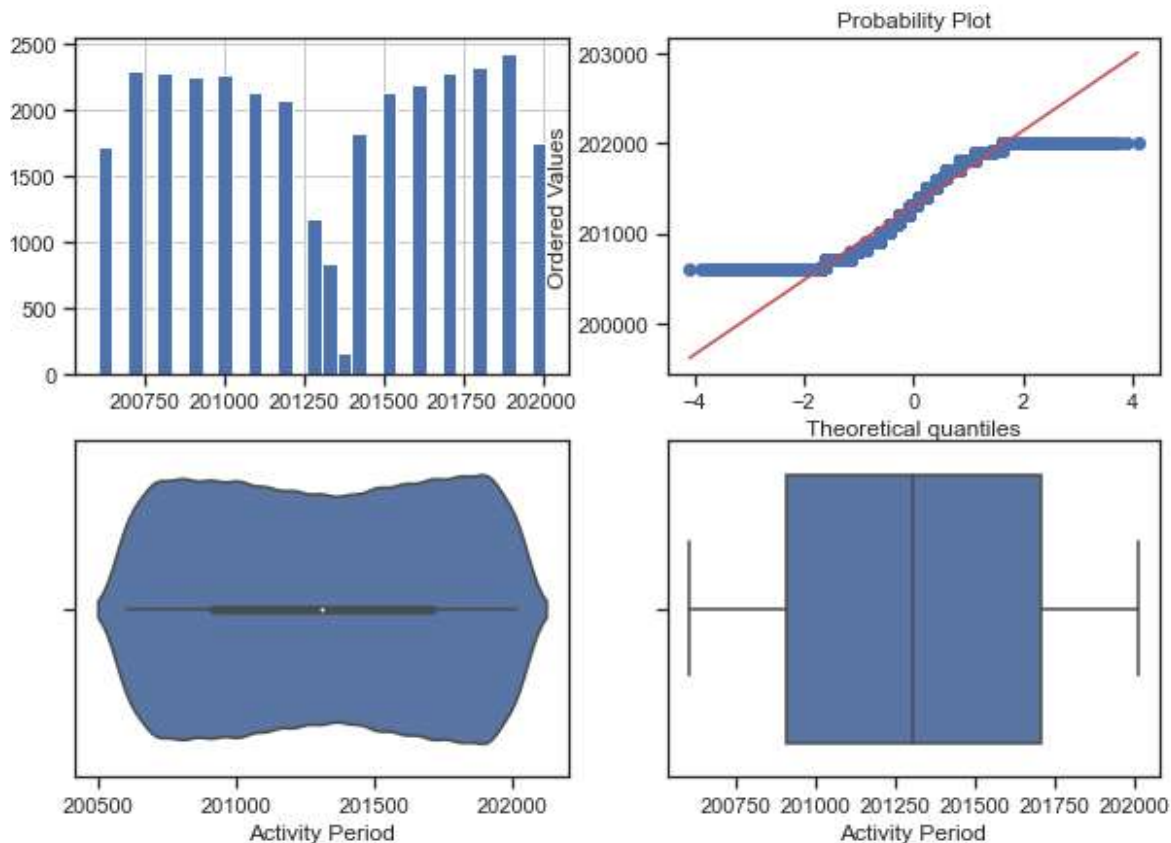 2500
2000
1500
1000
500
0
200750 201000 201250 201500 201750 202000
Probability Plot
203000
202000
201000
200000
Ordered Values
−4 −2 0 2 4
Theoretical quantiles
200500 201000 201500 202000
Activity Period
200750 201000 201250 201500 201750 202000
Activity Period